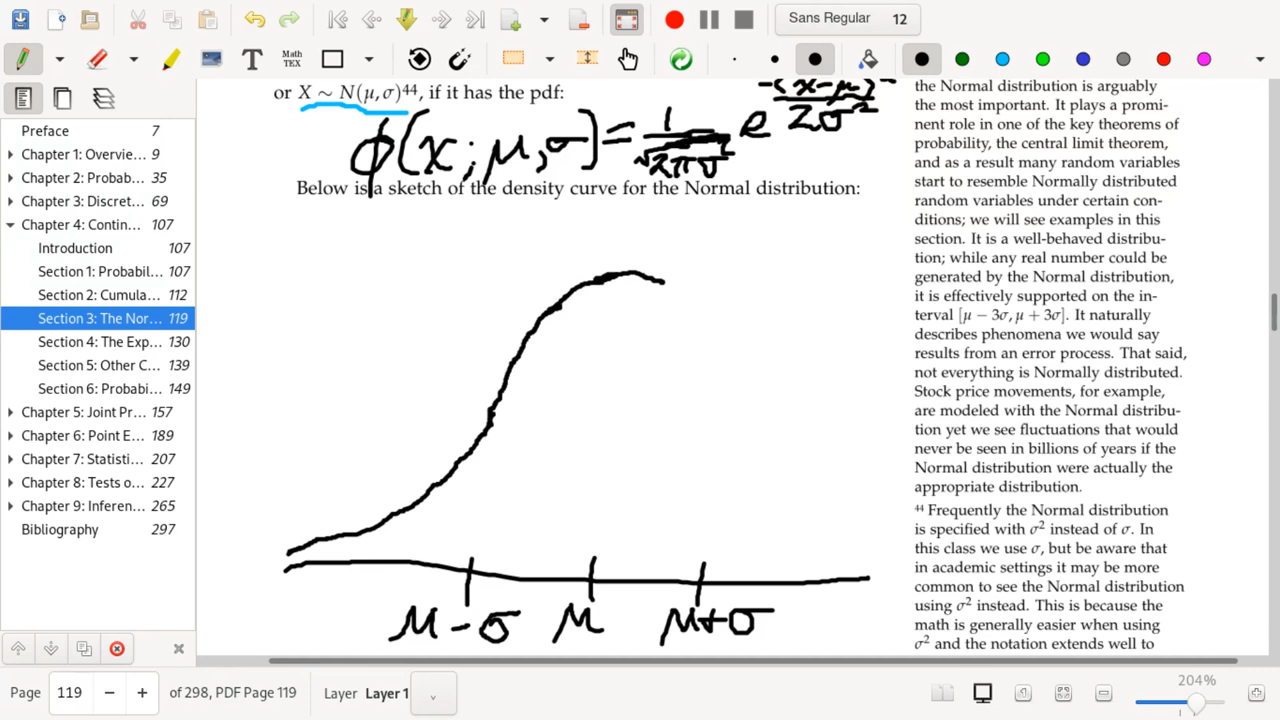 Sans Regular 12
Math
TEX
Preface 7
Chapter 1: Overvie... 9
Chapter 2: Probab... 35
Chapter 3: Discret... 69
Chapter 4: Contin... 107
Introduction 107
Section 1: Probabil... 107
Section 2: Cumula... 112
Section 3: The Nor... 119
Section 4: The Exp... 130
Section 5: Other C... 139
Section 6: Probabi... 149
Chapter 5: Joint Pr... 157
Chapter 6: Point E... 189
Chapter 7: Statisti... 207
Chapter 8: Tests o... 227
Chapter 9: Inferen... 265
Bibliography 297
or X ∼ N(μ, σ)⁴⁴, if it has the pdf:
ϕ(x; μ, σ) = 1/√2πσ² e^-(x-μ)²/2σ²
Below is a sketch of the density curve for the Normal distribution:
μ-σ μ μ+σ
the Normal distribution is arguably
the most important. It plays a promi-
nent role in one of the key theorems of
probability, the central limit theorem,
and as a result many random variables
start to resemble Normally distributed
random variables under certain con-
ditions; we will see examples in this
section. It is a well-behaved distribu-
tion; while any real number could be
generated by the Normal distribution,
it is effectively supported on the in-
terval [μ − 3σ, μ + 3σ]. It naturally
describes phenomena we would say
results from an error process. That said,
not everything is Normally distributed.
Stock price movements, for example,
are modeled with the Normal distribu-
tion yet we see fluctuations that would
never be seen in billions of years if the
Normal distribution were actually the
appropriate distribution.
⁴⁴ Frequently the Normal distribution
is specified with σ² instead of σ. In
this class we use σ, but be aware that
in academic settings it may be more
common to see the Normal distribution
using σ² instead. This is because the
math is generally easier when using
σ² and the notation extends well to
Page 119 of 298, PDF Page 119 Layer Layer 1
204%